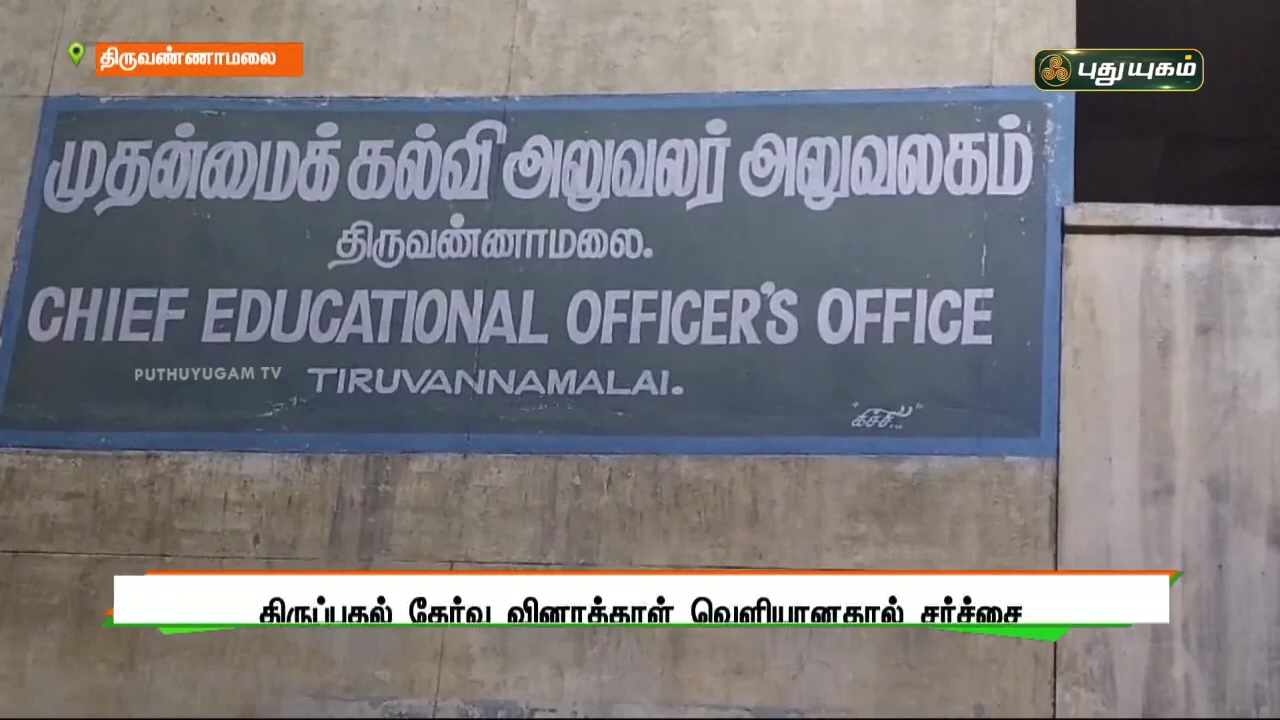 திருவண்ணாமலை
புதுயுகம்
முதன்மைக் கல்வி அலுவலர் அலுவலகம்
திருவண்ணாமலை.
CHIEF EDUCATIONAL OFFICER'S OFFICE
PUTHUYUGAM TV
TIRUVANNAMALAI.
திருப்புதல் தேர்வு வினாத்தாள் வெளியானதால் சர்ச்சை